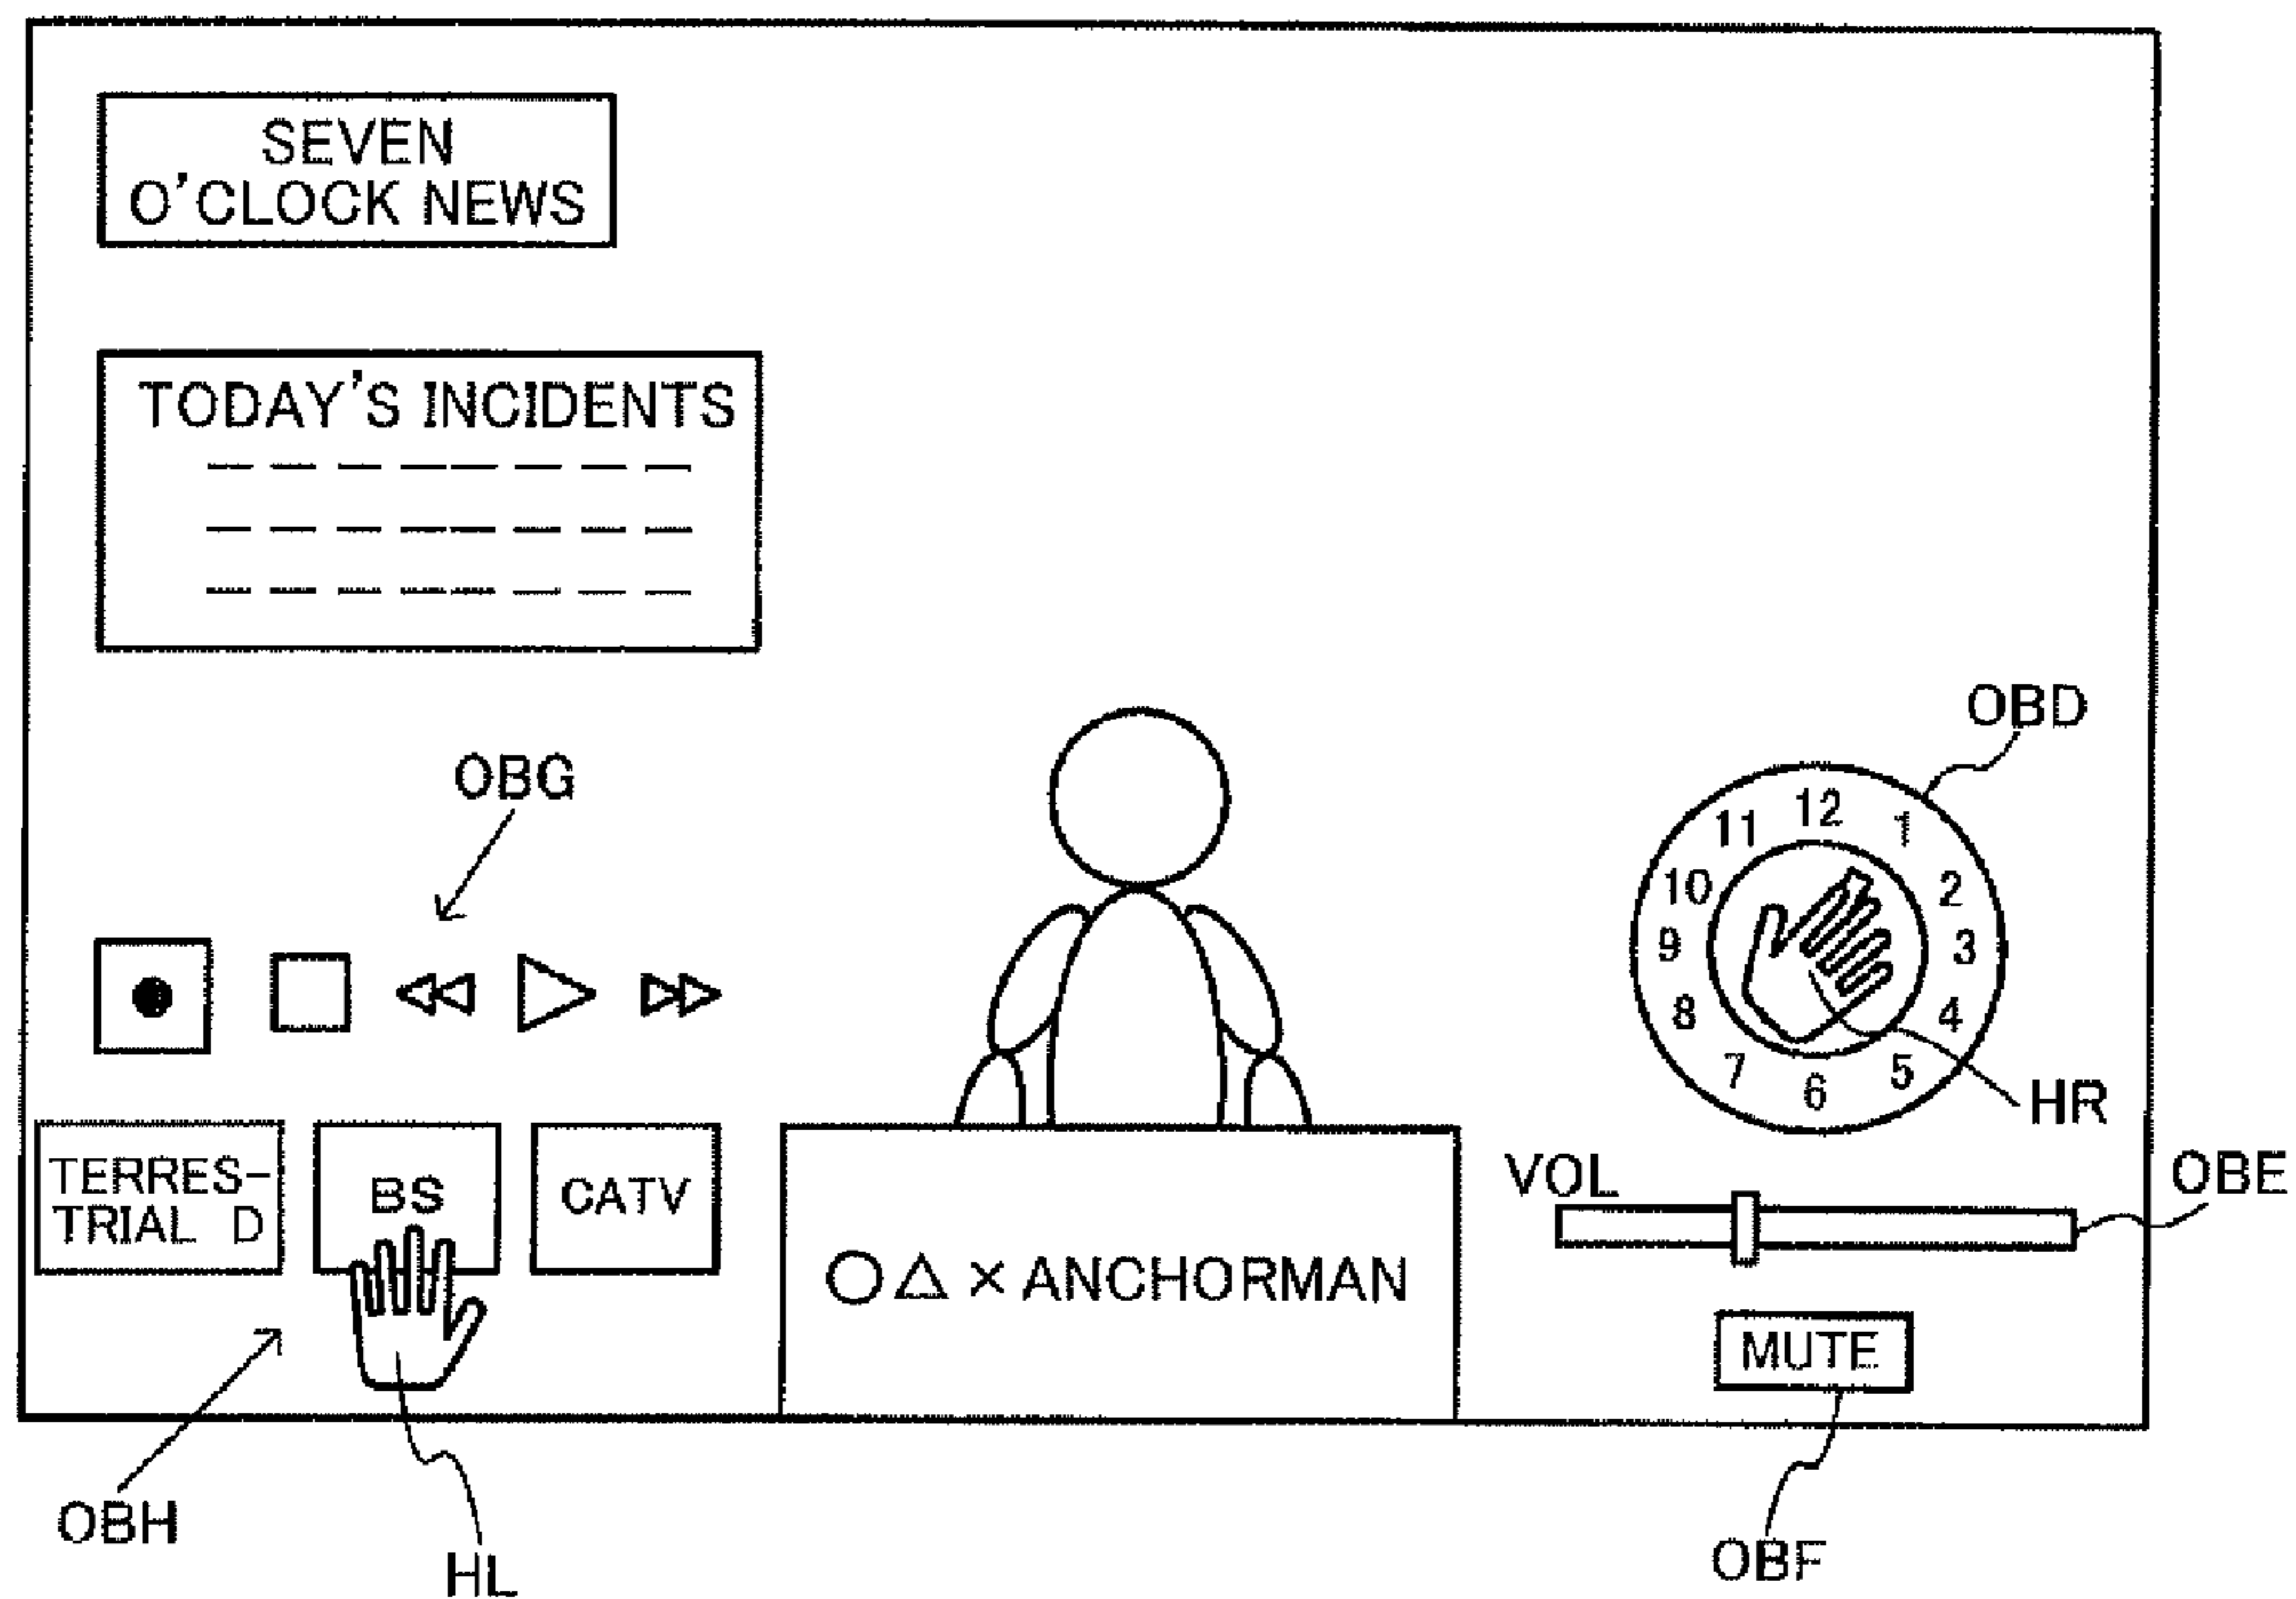 SEVEN
O'CLOCK NEWS
TODAY'S INCIDENTS
OBD
OBG
12
11
1
10
2
9
3
8
4
7
5
6
HR
TERRES-
TRIAL D
BS
CATV
VOL
OBE
○△×ANCHORMAN
MUTE
OBH
HL
OBF